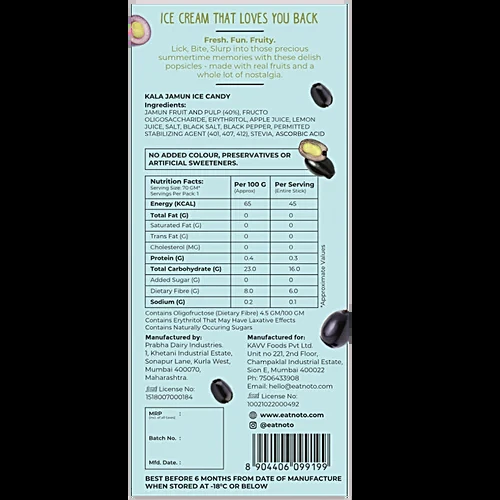 ICE CREAM THAT LOVES YOU BACK
Fresh. Fun. Fruity.
Lick, Bite, Slurp into those precious
summertime memories with these delish
popsicles - made with real fruits and a
whole lot of nostalgia.
KALA JAMUN ICE CANDY
Ingredients:
JAMUN FRUIT AND PULP (40%), FRUCTO
OLIGOSACCHARIDE, ERYTHRITOL, APPLE JUICE, LEMON
JUICE, SALT, BLACK SALT, BLACK PEPPER, PERMITTED
STABILIZING AGENT (401, 407, 412), STEVIA, ASCORBIC ACID
NO ADDED COLOUR, PRESERVATIVES OR
ARTIFICIAL SWEETENERS.
Nutrition Facts: Per 100 G Per Serving
Serving Size: 70 GM* (Approx) (Entire Stick)
Servings Per Pack: 1
Energy (KCAL) 65 45
Total Fat (G) 0 0
Saturated Fat (G) 0 0
Trans Fat (G) 0 0
Cholesterol (MG) 0 0
Protein (G) 0.4 0.3
Total Carbohydrate (G) 23.0 16.0
Added Sugar (G) 0 0
Dietary Fibre (G) 8.0 6.0
Sodium (G) 0.2 0.1
*Approximate Values
Contains Oligofructose (Dietary Fibre) 4.5 GM/100 GM
Contains Erythritol That May Have Laxative Effects
Contains Naturally Occuring Sugars
Manufactured by:
Prabha Dairy Industries.
1, Khetani Industrial Estate,
Sonapur Lane, Kurla West,
Mumbai 400070,
Maharashtra.
fssai License No:
1518007000184
Manufactured for:
KAVV Foods Pvt Ltd.
Unit no 221, 2nd Floor,
Champaklal Industrial Estate,
Sion E, Mumbai 400022
Ph: 7506433908
Email: hello@eatnoto.com
fssai License No:
10021022000492
MRP :
(Incl. of all taxes)
Batch No. :
Mfd. Date. :
www.eatnoto.com
@eatnoto
8 904406 099199
BEST BEFORE 6 MONTHS FROM DATE OF MANUFACTURE
WHEN STORED AT -18°C OR BELOW